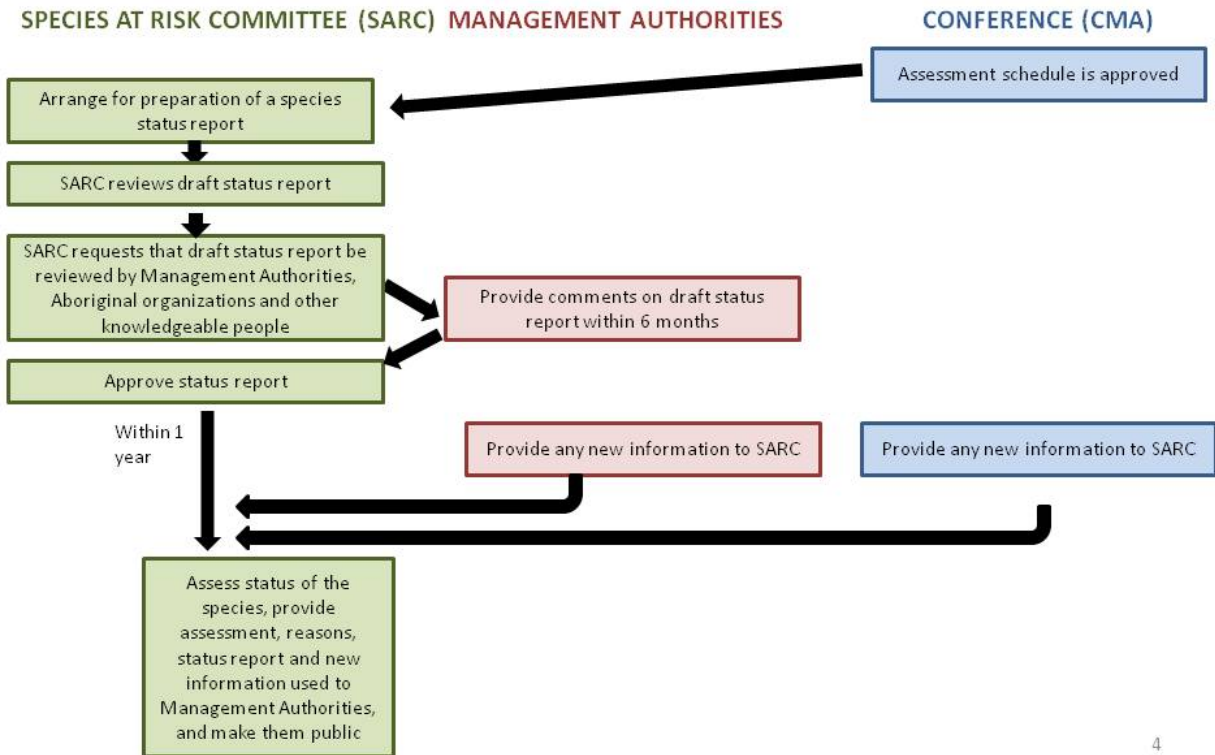 SPECIES AT RISK COMMITTEE (SARC) MANAGEMENT AUTHORITIES CONFERENCE (CMA)
Assessment schedule is approved
Arrange for preparation of a species
status report
SARC reviews draft status report
SARC requests that draft status report be
reviewed by Management Authorities,
Aboriginal organizations and other
knowledgeable people
Provide comments on draft status
report within 6 months
Approve status report
Within 1
year
Provide any new information to SARC
Provide any new information to SARC
Assess status of the
species, provide
assessment, reasons,
status report and new
information used to
Management Authorities,
and make them public
4